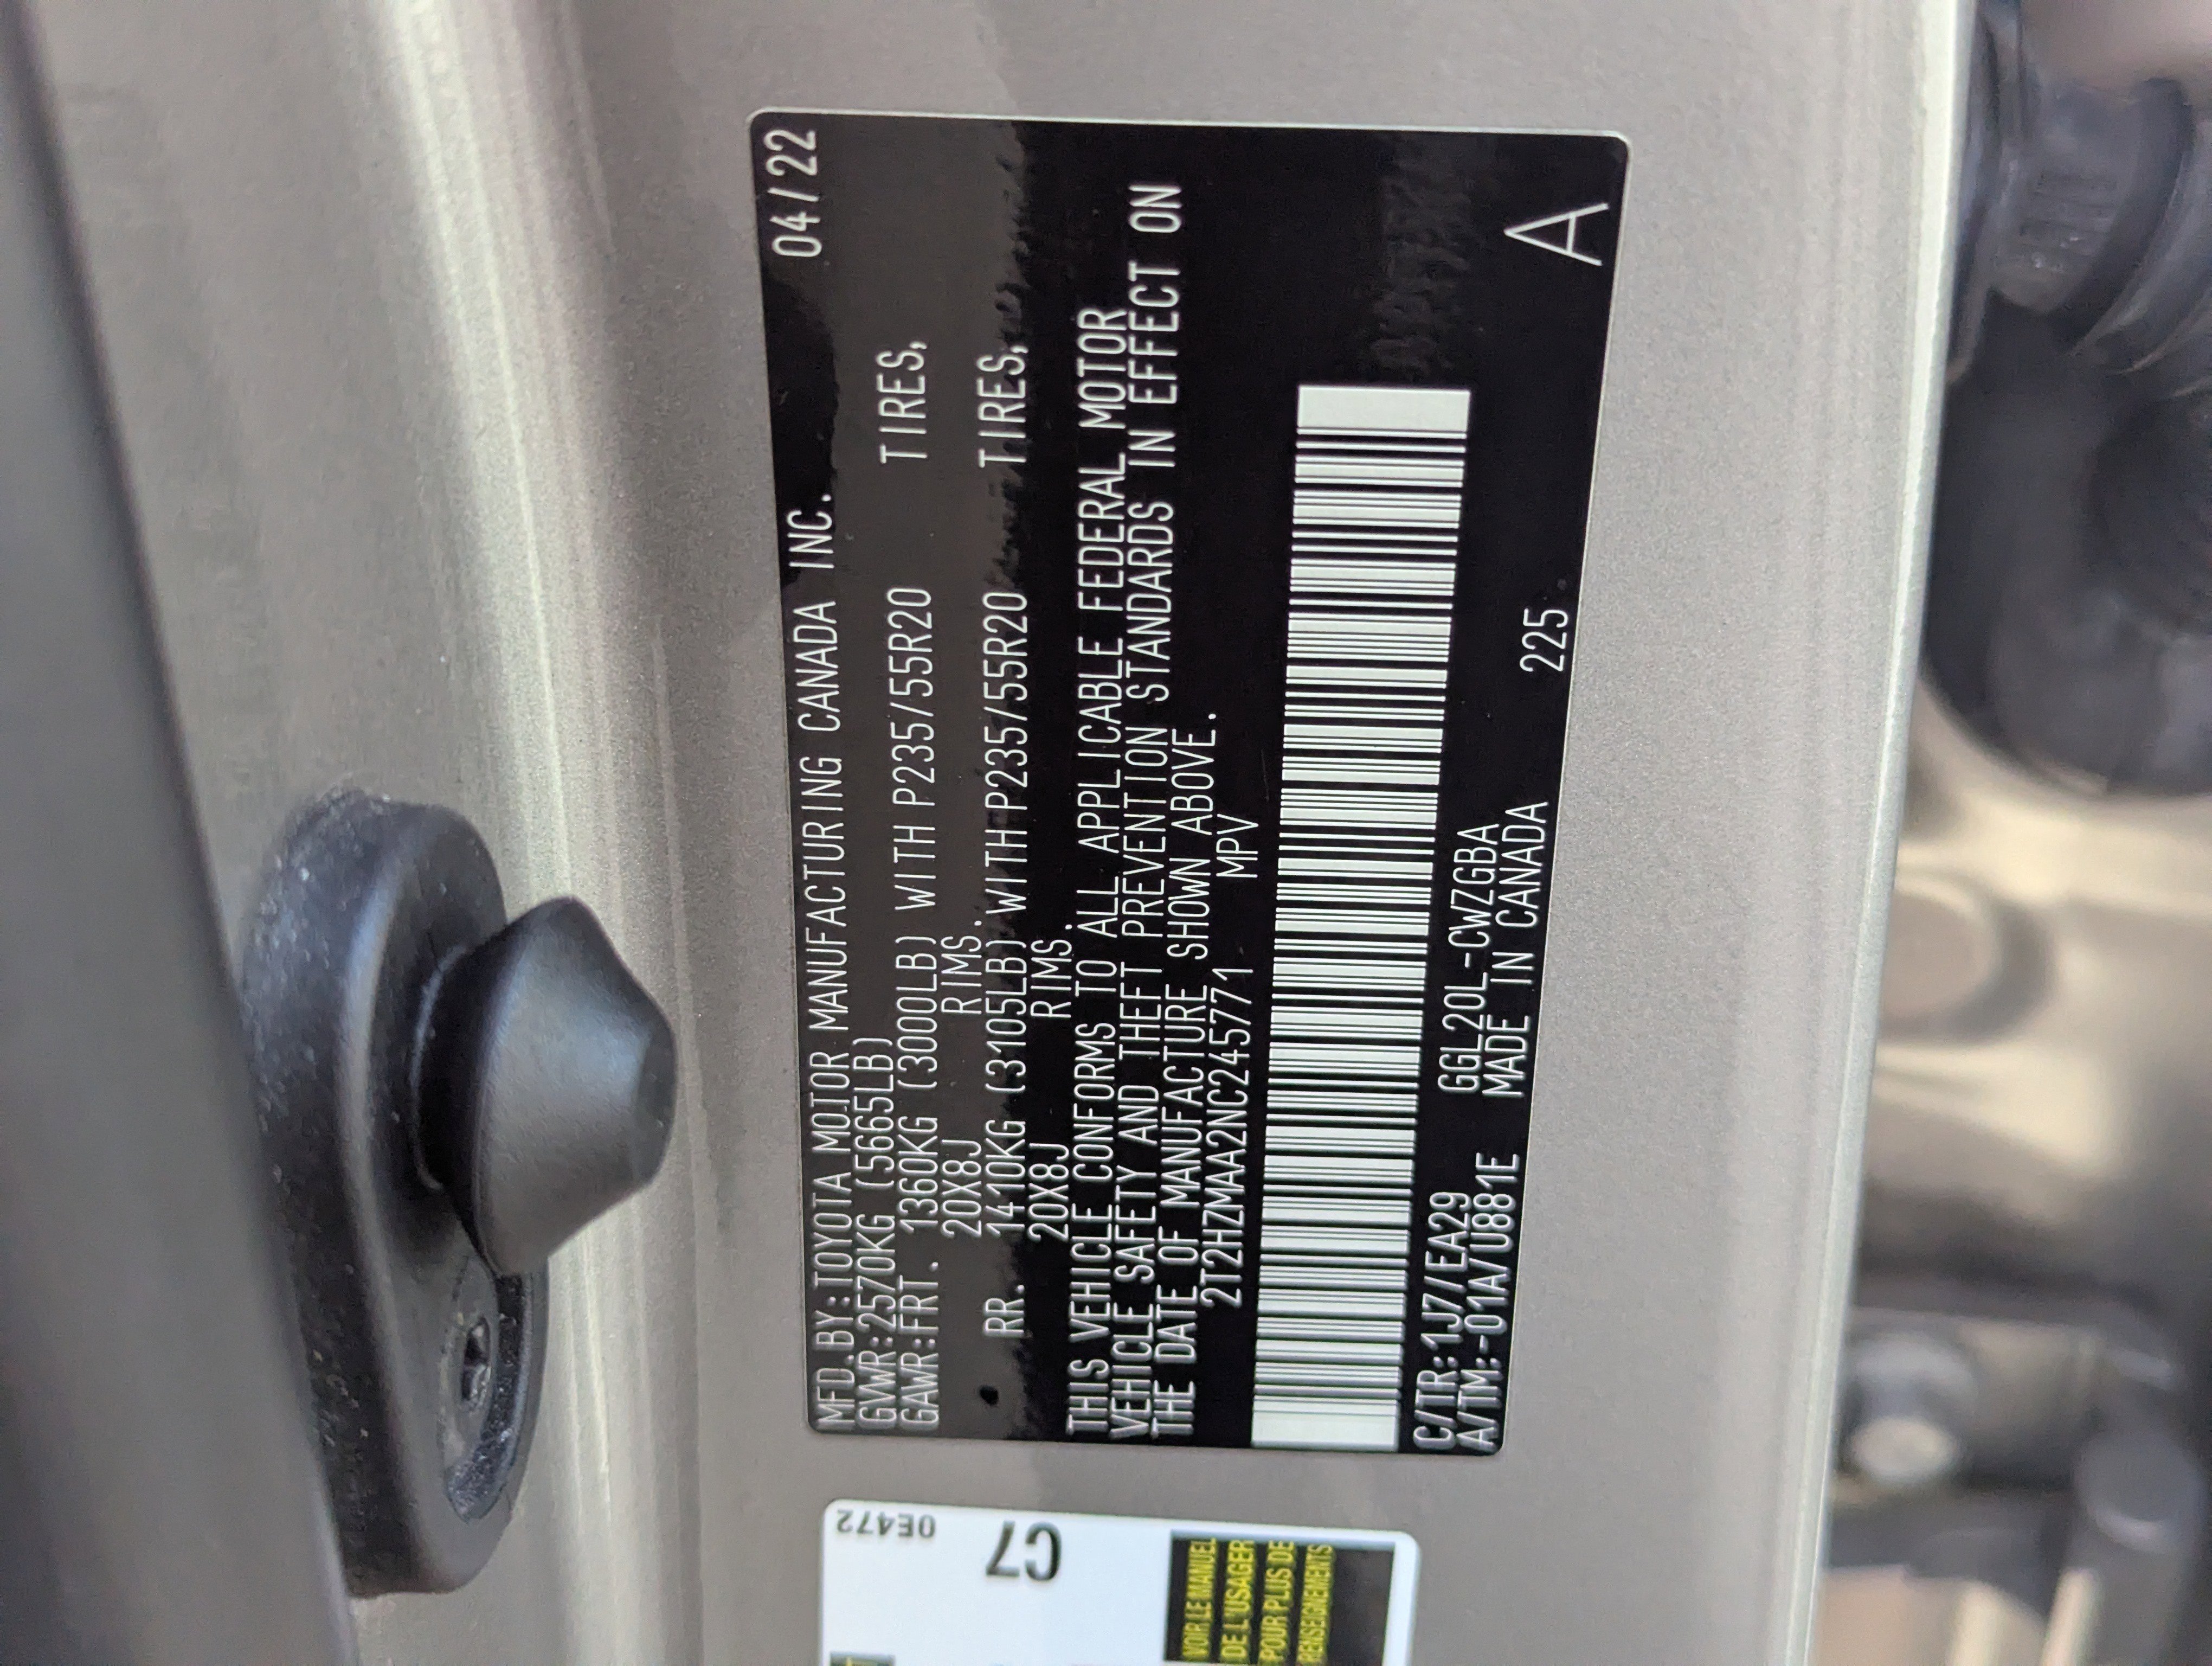 MFD.BY:TOYOTA MOTOR MANUFACTURING CANADA INC. 04/22
GVWR:2570KG (5665LB)
GAWR:FRT. 1360KG (3000LB) WITH P235/55R20 TIRES,
20X8J RIMS.
RR. 1410KG (3105LB) WITH P235/55R20 TIRES,
20X8J RIMS.
THIS VEHICLE CONFORMS TO ALL APPLICABLE FEDERAL MOTOR
VEHICLE SAFETY AND THEFT PREVENTION STANDARDS IN EFFECT ON
THE DATE OF MANUFACTURE SHOWN ABOVE.
2T2HZMAA2NC245771 MPV
C/TR:1J7/EA29 GGL20L-CWZGBA
A/TM:-01A/U881E MADE IN CANADA 225
A
0E472
C7
VOIR LE MANUEL
DE L'USAGER
POUR PLUS DE
RENSEIGNEMENTS